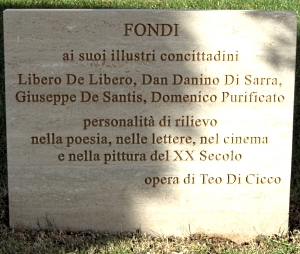 FONDI
ai suoi illustri concittadini
Libero De Libero, Dan Danino Di Sarra,
Giuseppe De Santis, Domenico Purificato
personalità di rilievo
nella poesia, nelle lettere, nel cinema
e nella pittura del XX Secolo
opera di Teo Di Cicco